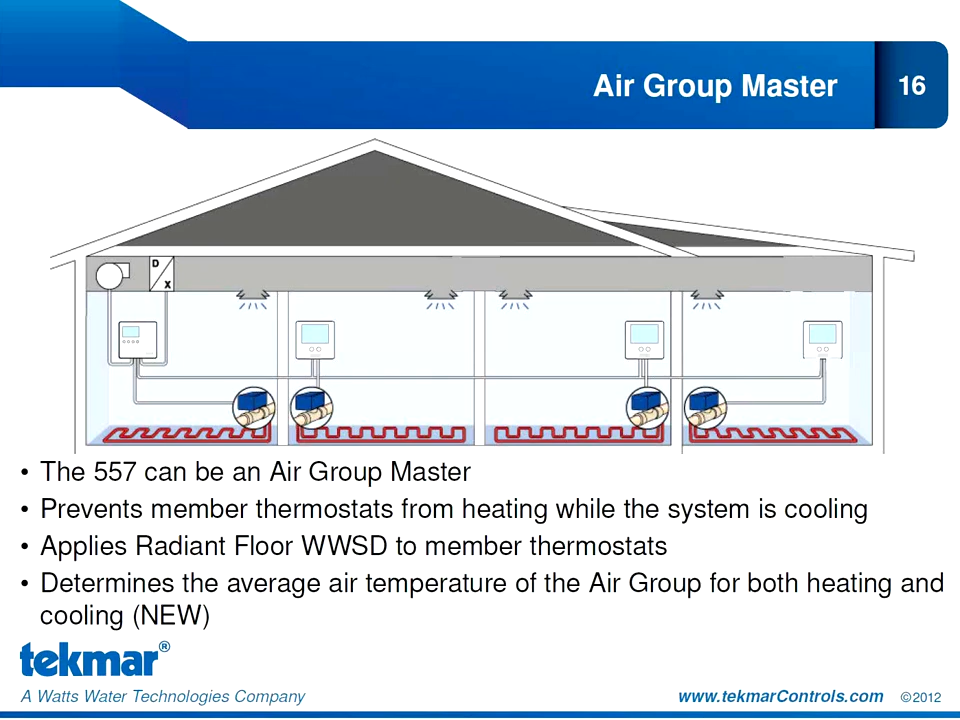 Air Group Master
16
D
X
• The 557 can be an Air Group Master
• Prevents member thermostats from heating while the system is cooling
• Applies Radiant Floor WWSD to member thermostats
• Determines the average air temperature of the Air Group for both heating and
cooling (NEW)
tekmar®
A Watts Water Technologies Company
www.tekmarControls.com ©2012